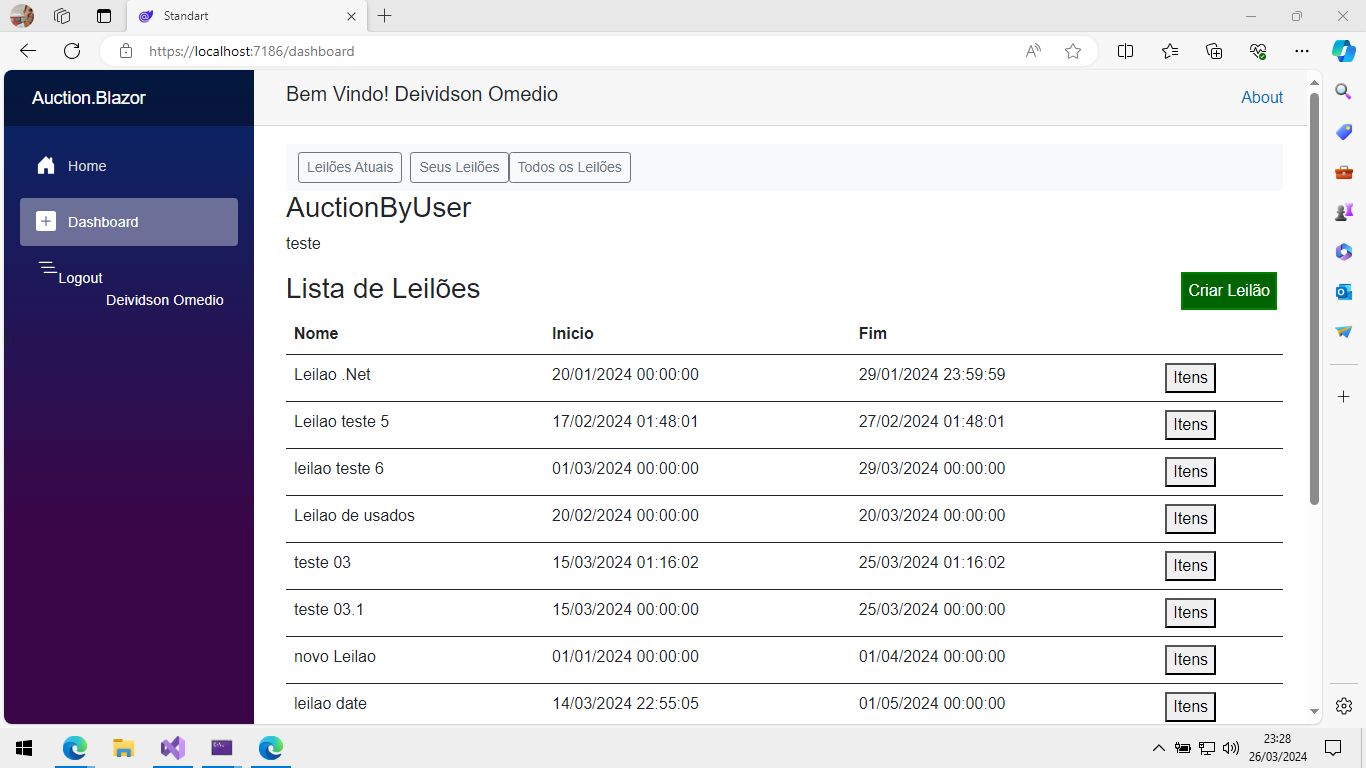 Standart
https://localhost:7186/dashboard
Auction.Blazor
Bem Vindo! Deividson Omedio
About
Home
Dashboard
Logout
Deividson Omedio
Leilões Atuais Seus Leilões Todos os Leilões
AuctionByUser
teste
Lista de Leilões
Criar Leilão
Nome Inicio Fim
Leilao .Net 20/01/2024 00:00:00 29/01/2024 23:59:59 Itens
Leilao teste 5 17/02/2024 01:48:01 27/02/2024 01:48:01 Itens
leilao teste 6 01/03/2024 00:00:00 29/03/2024 00:00:00 Itens
Leilao de usados 20/02/2024 00:00:00 20/03/2024 00:00:00 Itens
teste 03 15/03/2024 01:16:02 25/03/2024 01:16:02 Itens
teste 03.1 15/03/2024 00:00:00 25/03/2024 00:00:00 Itens
novo Leilao 01/01/2024 00:00:00 01/04/2024 00:00:00 Itens
leilao date 14/03/2024 22:55:05 01/05/2024 00:00:00 Itens
23:28
26/03/2024